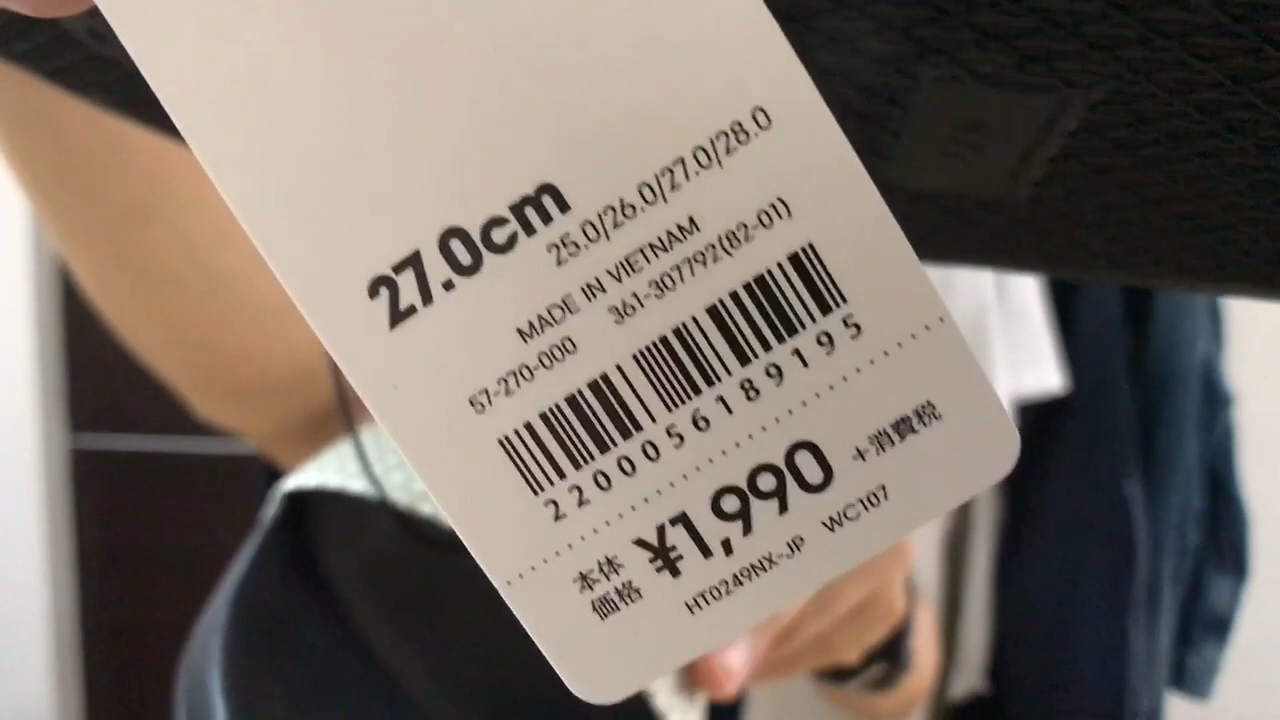 27.0cm
25.0/26.0/27.0/28.0
MADE IN VIETNAM
57-270-000 361-307792(82-01)
2200056189195
本体
価格 ¥1,990 +消費税
HT0249NX-JP WC107